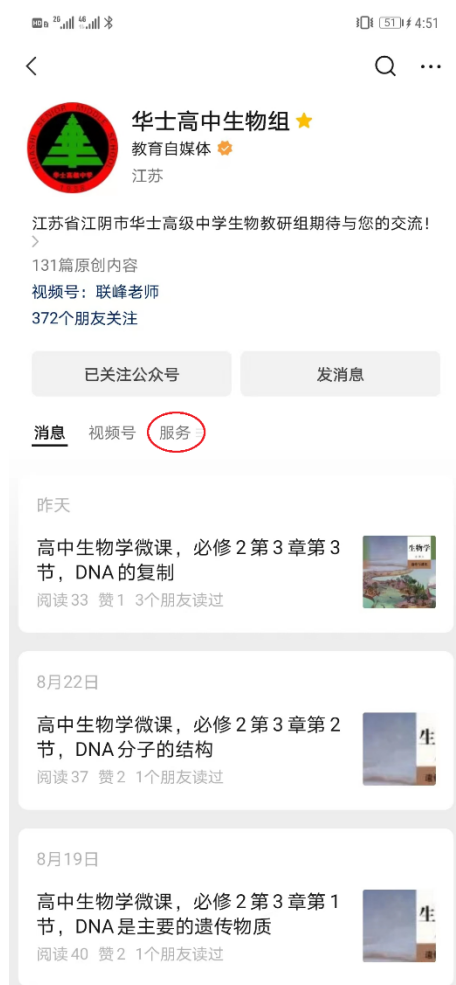 4:51
华士高中生物组
教育自媒体
江苏
江苏省江阴市华士高级中学生物教研组期待与您的交流!
131篇原创内容
视频号：联峰老师
372个朋友关注
已关注公众号
发消息
消息 视频号 服务
昨天
高中生物学微课，必修2第3章第3
节，DNA的复制
阅读33 赞1 3个朋友读过
生物学
8月22日
高中生物学微课，必修2第3章第2
节，DNA分子的结构
阅读37 赞2 1个朋友读过
生
8月19日
高中生物学微课，必修2第3章第1
节，DNA是主要的遗传物质
阅读40 赞2 1个朋友读过
生